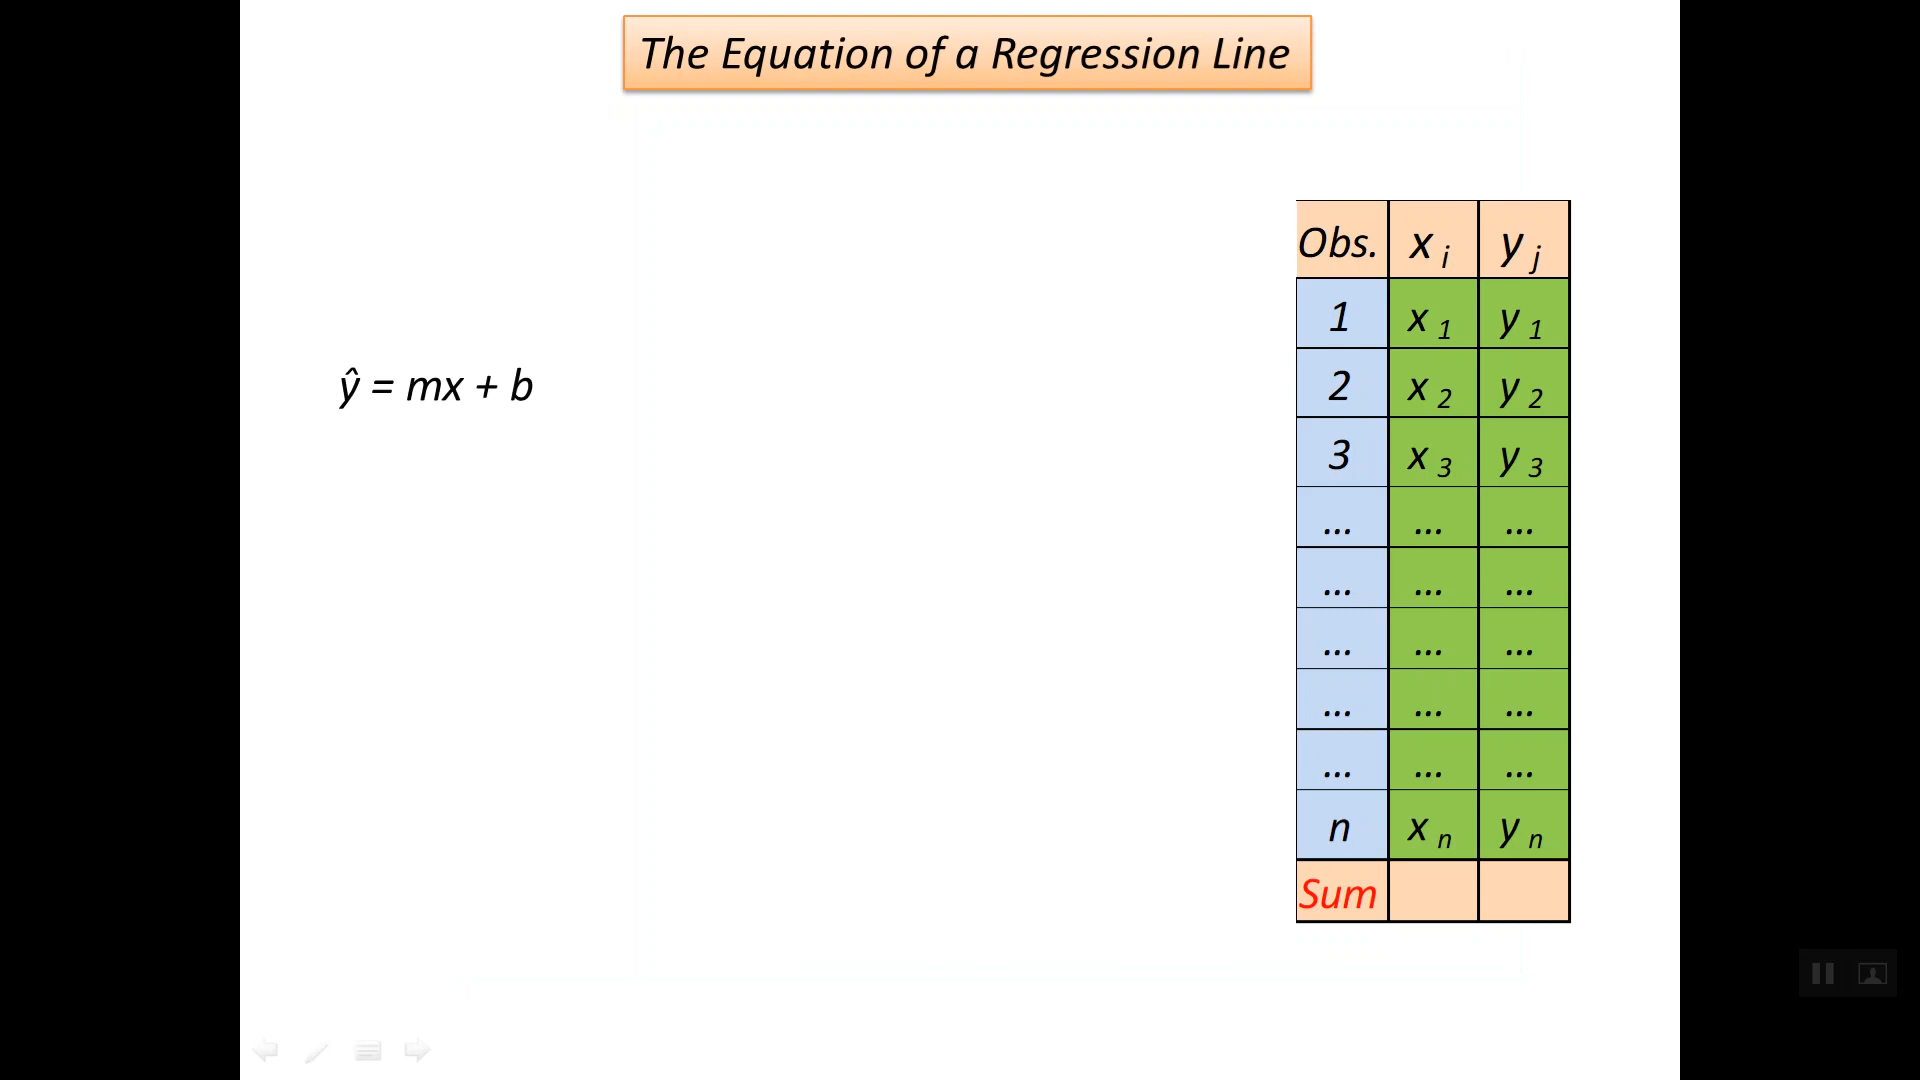 The Equation of a Regression Line
ŷ = mx + b
Obs. x i y j
1 x 1 y 1
2 x 2 y 2
3 x 3 y 3
... ... ...
... ... ...
... ... ...
... ... ...
... ... ...
n x n y n
Sum